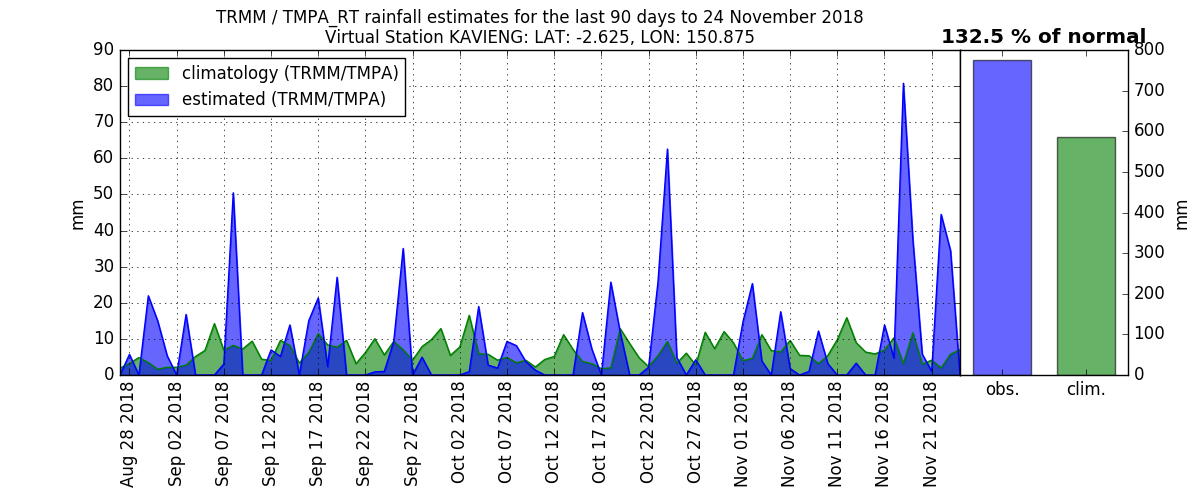 TRMM / TMPA_RT rainfall estimates for the last 90 days to 24 November 2018
Virtual Station KAVIENG: LAT: -2.625, LON: 150.875
132.5 % of normal
climatology (TRMM/TMPA)
estimated (TRMM/TMPA)
90
80
70
60
50
40
30
20
10
0
mm
800
700
600
500
400
300
200
100
0
mm
obs.
clim.
Aug 28 2018
Sep 02 2018
Sep 07 2018
Sep 12 2018
Sep 17 2018
Sep 22 2018
Sep 27 2018
Oct 02 2018
Oct 07 2018
Oct 12 2018
Oct 17 2018
Oct 22 2018
Oct 27 2018
Nov 01 2018
Nov 06 2018
Nov 11 2018
Nov 16 2018
Nov 21 2018